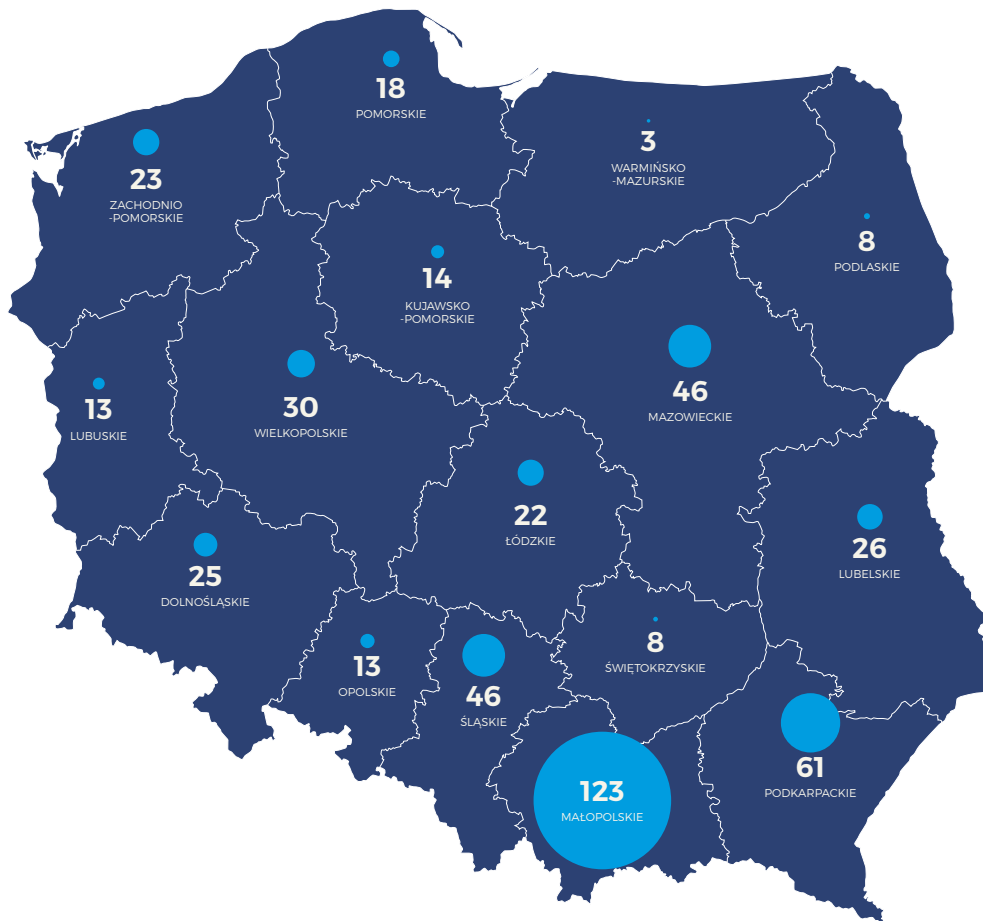 18
POMORSKIE
3
WARMIŃSKO
-MAZURSKIE
23
ZACHODNIO
-POMORSKIE
8
PODLASKIE
14
KUJAWSKO
-POMORSKIE
46
MAZOWIECKIE
13
LUBUSKIE
30
WIELKOPOLSKIE
22
ŁÓDZKIE
26
LUBELSKIE
25
DOLNOŚLĄSKIE
13
OPOLSKIE
46
ŚLĄSKIE
8
ŚWIĘTOKRZYSKIE
123
MAŁOPOLSKIE
61
PODKARPACKIE